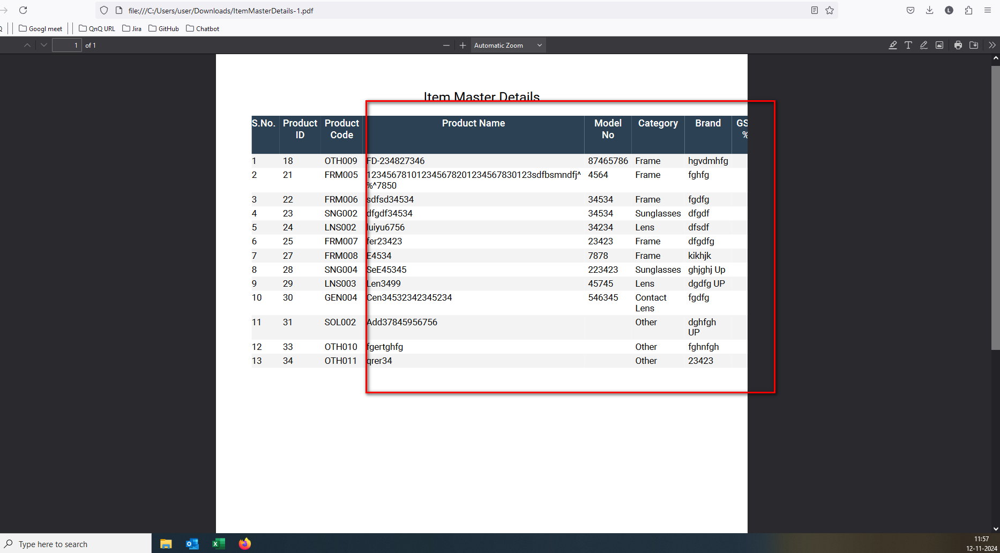 file:///C:/Users/user/Downloads/ItemMasterDetails-1.pdf
L
Googl meet QnQ URL Jira GitHub Chatbot
1 of 1 Automatic Zoom
Item Master Details
S.No. Product ID Product Code Product Name Model No Category Brand GS %
1 18 OTH009 FD-234827346 87465786 Frame hgvdmhfg
2 21 FRM005 12345678101234567820123456783​0123sdfbsmndfj^ 4564 Frame fghfg
%^7850
3 22 FRM006 sdfsd34534 34534 Frame fgdfg
4 23 SNG002 dfgdf34534 34534 Sunglasses dfgdf
5 24 LNS002 luiyu6756 34234 Lens dfsdf
6 25 FRM007 fer23423 23423 Frame dfgdfg
7 27 FRM008 E4534 7878 Frame kikhjk
8 28 SNG004 SeE45345 223423 Sunglasses ghjghj Up
9 29 LNS003 Len3499 45745 Lens dgdfg UP
10 30 GEN004 Cen34532342345234 546345 Contact fgdfg
Lens
11 31 SOL002 Add37845956756 Other dghfgh
UP
12 33 OTH010 fgertghfg Other fghnfgh
13 34 OTH011 qrer34 Other 23423
Type here to search
11:57
12-11-2024